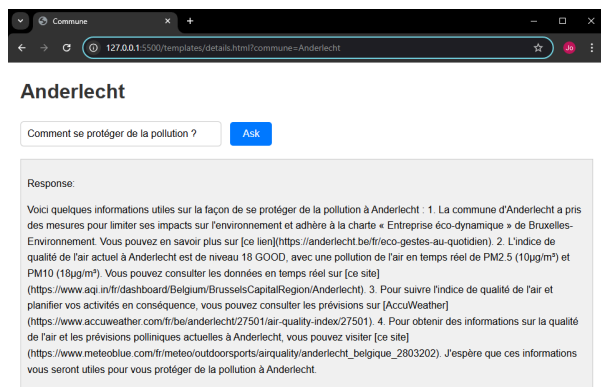 Commune
127.0.0.1:5500/templates/details.html?commune=Anderlecht
Jo
Anderlecht
Comment se protéger de la pollution ?
Ask
Response:
Voici quelques informations utiles sur la façon de se protéger de la pollution à Anderlecht : 1. La commune d'Anderlecht a pris
des mesures pour limiter ses impacts sur l'environnement et adhère à la charte « Entreprise éco-dynamique » de Bruxelles-
Environnement. Vous pouvez en savoir plus sur [ce lien](https://anderlecht.be/fr/eco-gestes-au-quotidien). 2. L'indice de
qualité de l'air actuel à Anderlecht est de niveau 18 GOOD, avec une pollution de l'air en temps réel de PM2.5 (10µg/m³) et
PM10 (18µg/m³). Vous pouvez consulter les données en temps réel sur [ce site]
(https://www.aqi.in/fr/dashboard/Belgium/BrusselsCapitalRegion/Anderlecht). 3. Pour suivre l'indice de qualité de l'air et
planifier vos activités en conséquence, vous pouvez consulter les prévisions sur [AccuWeather]
(https://www.accuweather.com/fr/be/anderlecht/27501/air-quality-index/27501). 4. Pour obtenir des informations sur la qualité
de l'air et les prévisions polliniques actuelles à Anderlecht, vous pouvez visiter [ce site]
(https://www.meteoblue.com/fr/meteo/outdoorsports/airquality/anderlecht_belgique_2803202). J'espère que ces informations
vous seront utiles pour vous protéger de la pollution à Anderlecht.